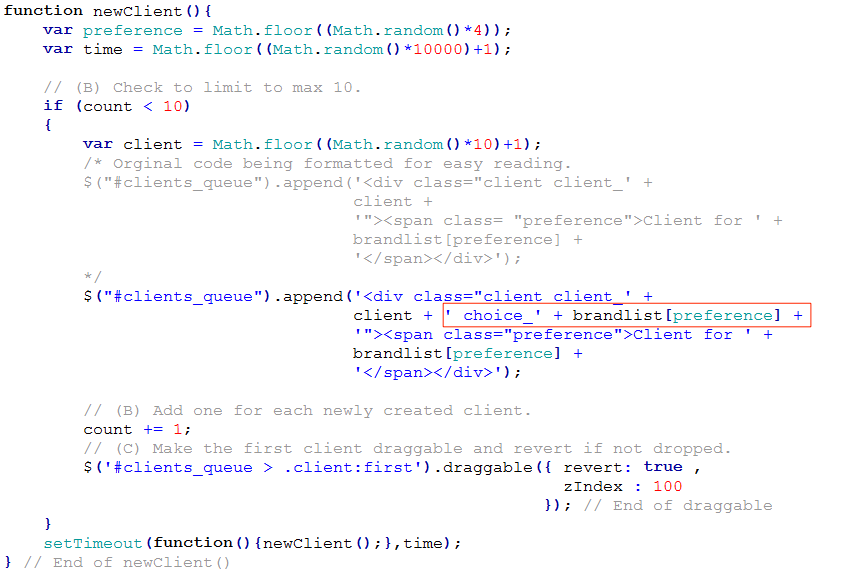 function newClient(){
    var preference = Math.floor((Math.random()*4));
    var time = Math.floor((Math.random()*10000)+1);

    // (B) Check to limit to max 10.
    if (count < 10)
    {
        var client = Math.floor((Math.random()*10)+1);
        /* Orginal code being formatted for easy reading.
        $("#clients_queue").append('<div class="client client_' +
                                   client +
                                   '"><span class= "preference">Client for ' +
                                   brandlist[preference] +
                                   '</span></div>');
        */
        $("#clients_queue").append('<div class="client client_' +
                                   client + ' choice_' + brandlist[preference] +
                                   '"><span class="preference">Client for ' +
                                   brandlist[preference] +
                                   '</span></div>');

        // (B) Add one for each newly created client.
        count += 1;
        // (C) Make the first client draggable and revert if not dropped.
        $('#clients_queue > .client:first').draggable({ revert: true ,
                                                        zIndex : 100
                                                      }); // End of draggable
    }
    setTimeout(function(){newClient();},time);
} // End of newClient()